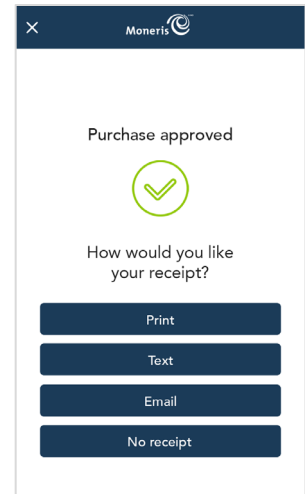 Moneris
Purchase approved
How would you like
your receipt?
Print
Text
Email
No receipt